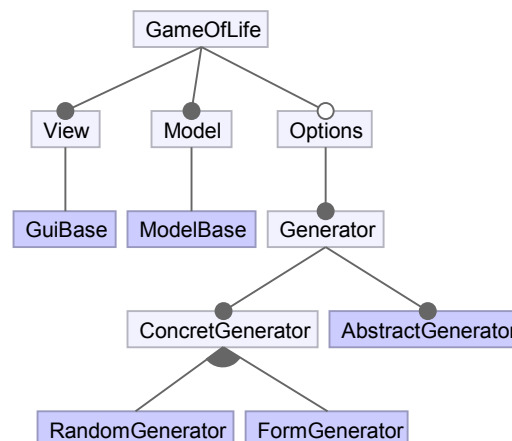 GameOfLife
View
Model
Options
GuiBase
ModelBase
Generator
ConcretGenerator
AbstractGenerator
RandomGenerator
FormGenerator